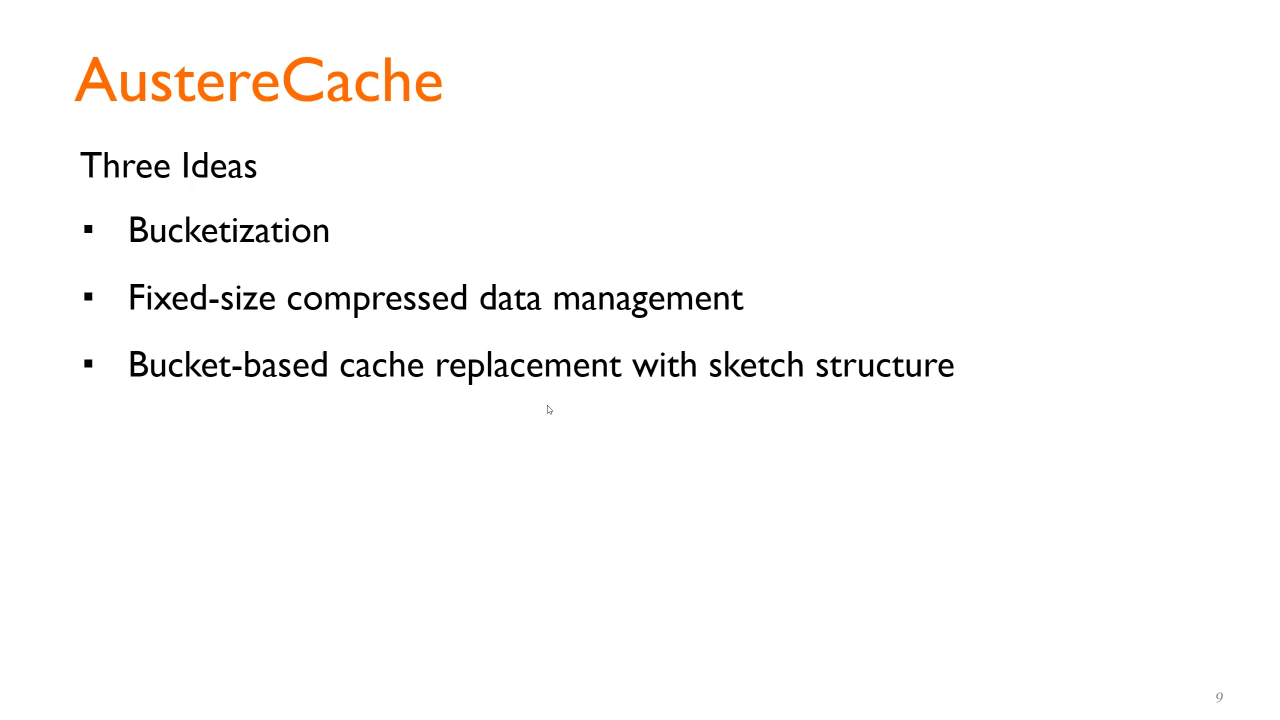 AustereCache
Three Ideas
▪ Bucketization
▪ Fixed-size compressed data management
▪ Bucket-based cache replacement with sketch structure
9